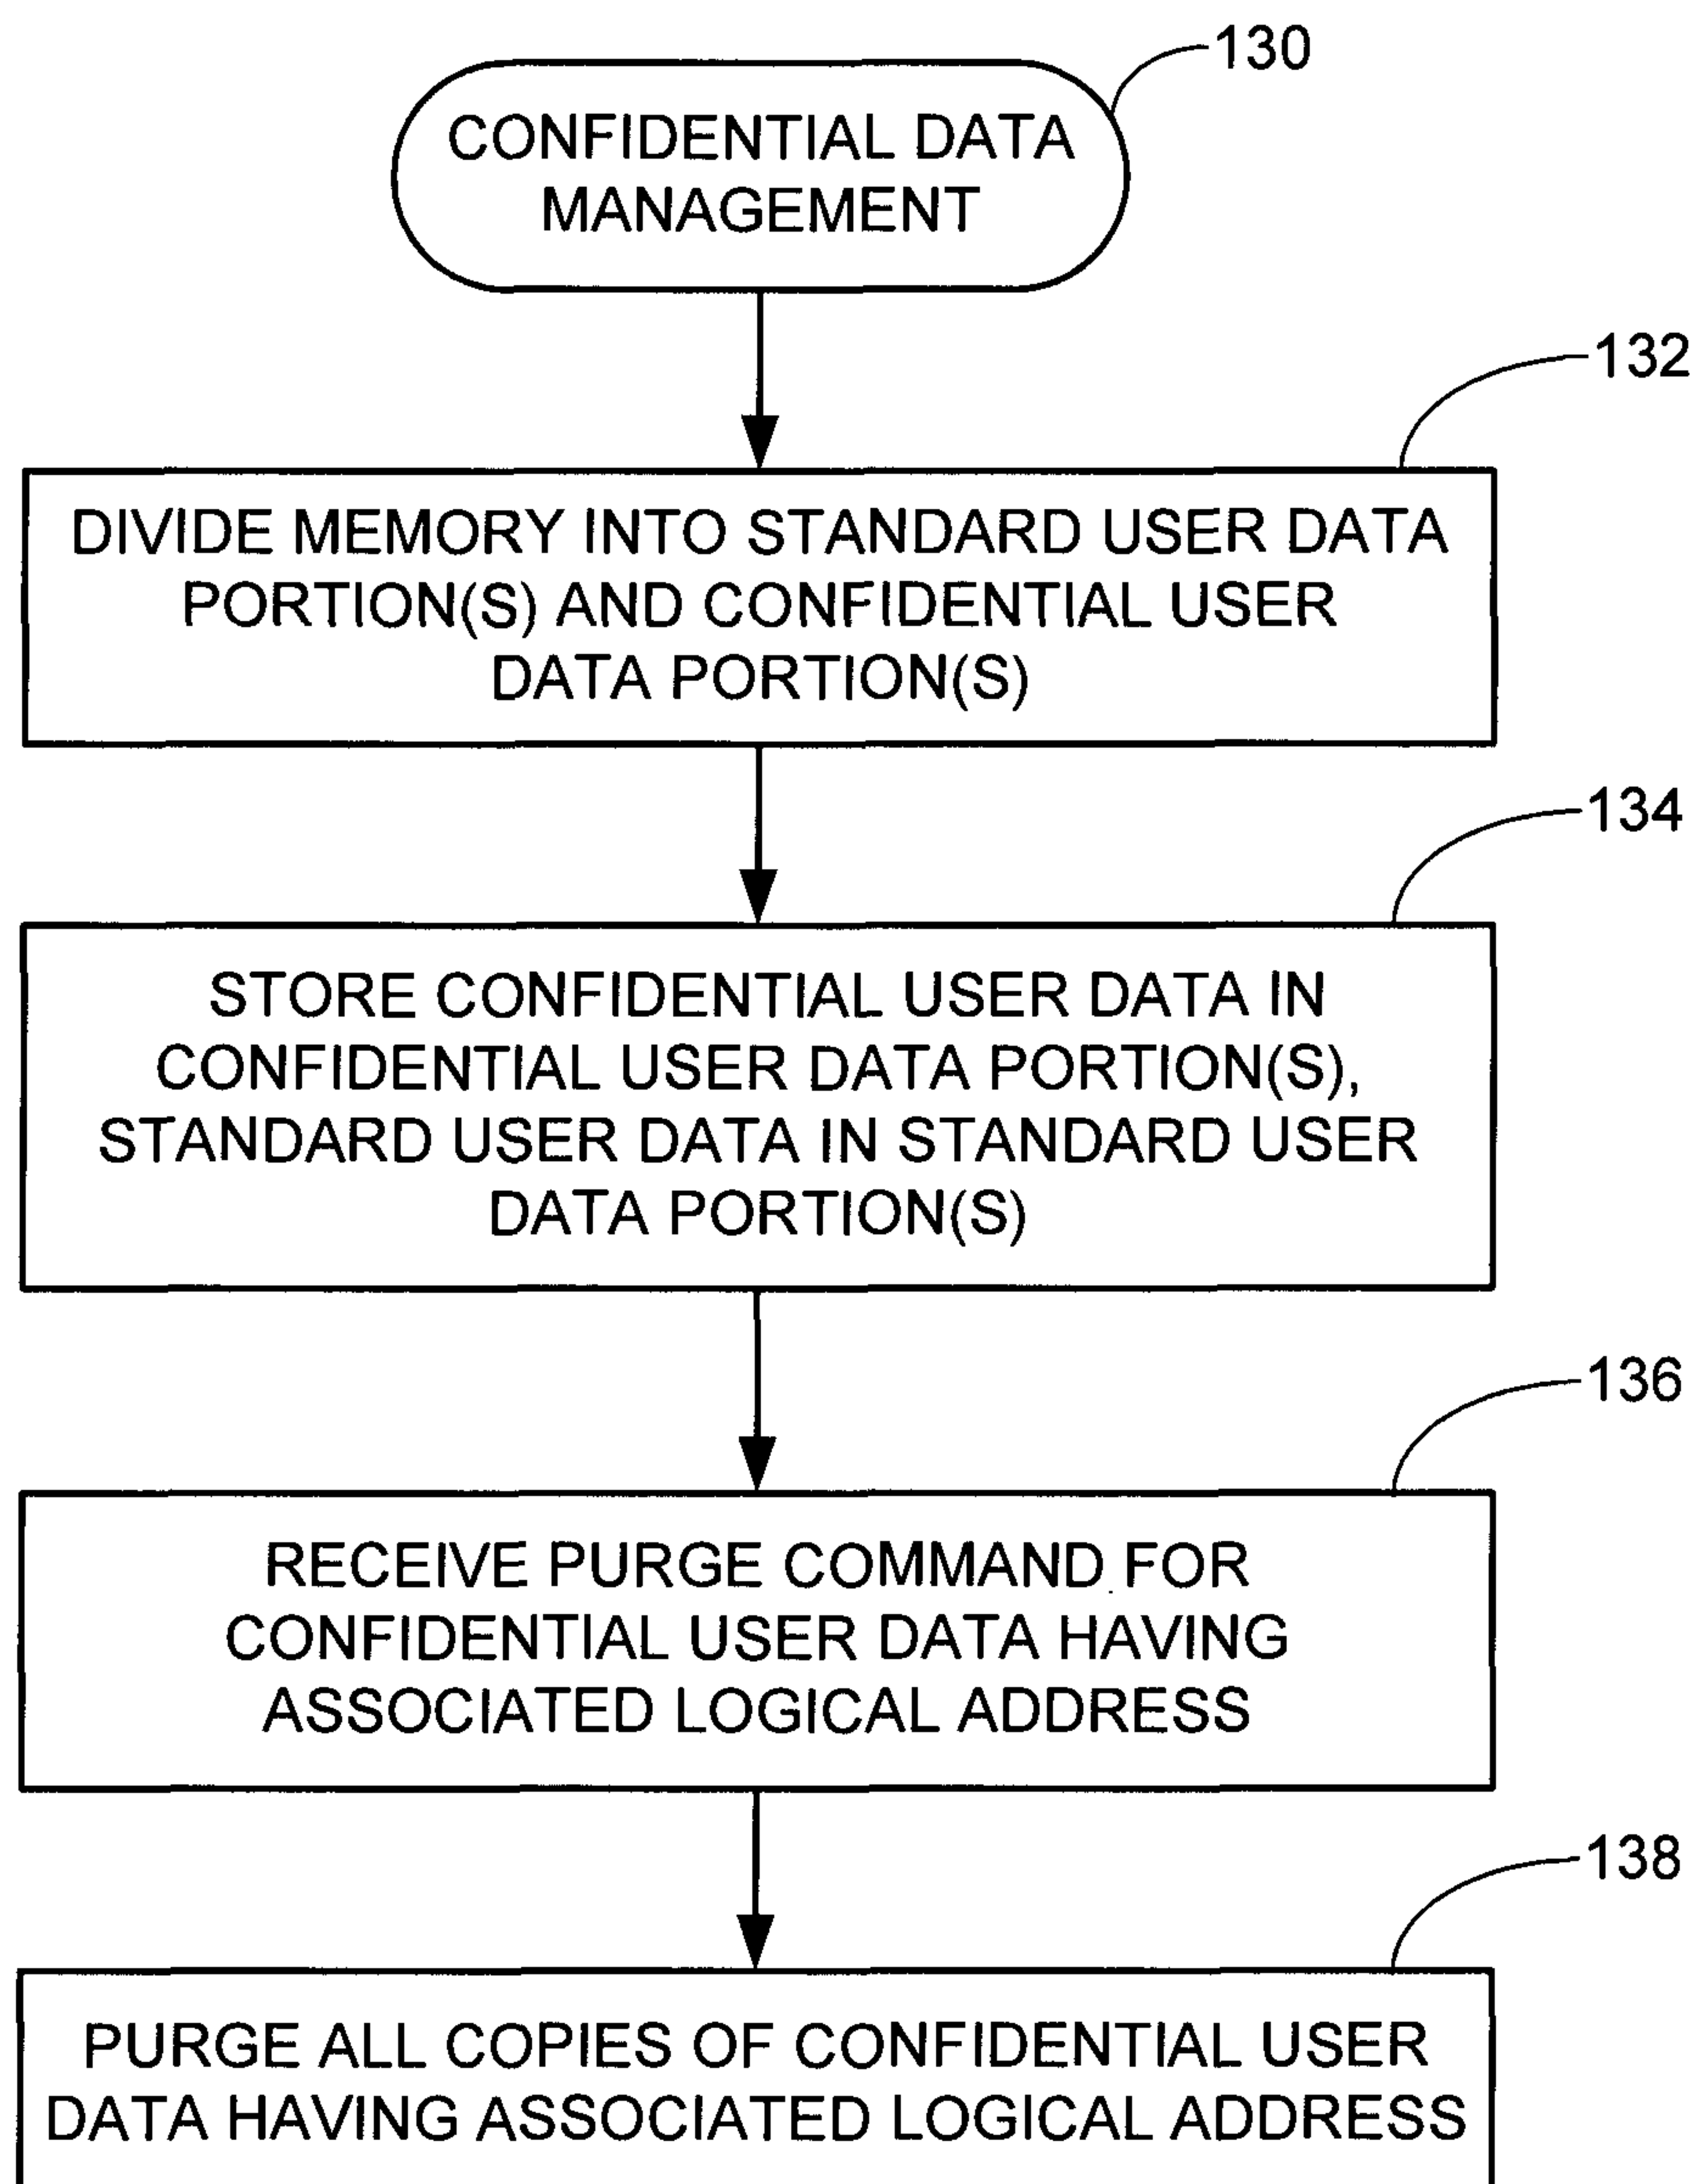 130
CONFIDENTIAL DATA
MANAGEMENT
132
DIVIDE MEMORY INTO STANDARD USER DATA
PORTION(S) AND CONFIDENTIAL USER
DATA PORTION(S)
134
STORE CONFIDENTIAL USER DATA IN
CONFIDENTIAL USER DATA PORTION(S),
STANDARD USER DATA IN STANDARD USER
DATA PORTION(S)
136
RECEIVE PURGE COMMAND FOR
CONFIDENTIAL USER DATA HAVING
ASSOCIATED LOGICAL ADDRESS
138
PURGE ALL COPIES OF CONFIDENTIAL USER
DATA HAVING ASSOCIATED LOGICAL ADDRESS